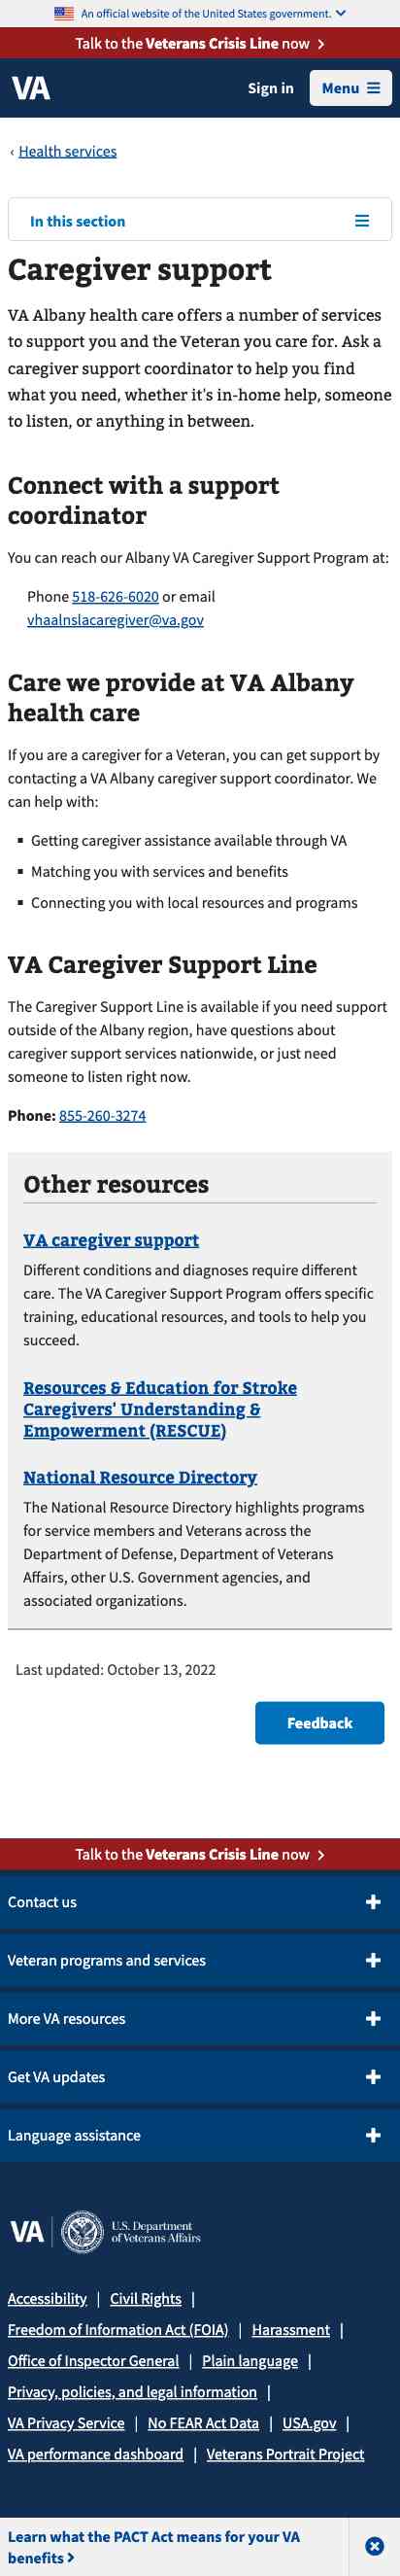 An official website of the United States government.
Talk to the Veterans Crisis Line now
VA
Sign in
Menu
‹ Health services
In this section
Caregiver support
VA Albany health care offers a number of services
to support you and the Veteran you care for. Ask a
caregiver support coordinator to help you find
what you need, whether it's in-home help, someone
to listen, or anything in between.
Connect with a support
coordinator
You can reach our Albany VA Caregiver Support Program at:
Phone 518-626-6020 or email
vhaalnslacaregiver@va.gov
Care we provide at VA Albany
health care
If you are a caregiver for a Veteran, you can get support by
contacting a VA Albany caregiver support coordinator. We
can help with:
Getting caregiver assistance available through VA
Matching you with services and benefits
Connecting you with local resources and programs
VA Caregiver Support Line
The Caregiver Support Line is available if you need support
outside of the Albany region, have questions about
caregiver support services nationwide, or just need
someone to listen right now.
Phone: 855-260-3274
Other resources
VA caregiver support
Different conditions and diagnoses require different
care. The VA Caregiver Support Program offers specific
training, educational resources, and tools to help you
succeed.
Resources & Education for Stroke
Caregivers' Understanding &
Empowerment (RESCUE)
National Resource Directory
The National Resource Directory highlights programs
for service members and Veterans across the
Department of Defense, Department of Veterans
Affairs, other U.S. Government agencies, and
associated organizations.
Last updated: October 13, 2022
Feedback
Talk to the Veterans Crisis Line now
Contact us
Veteran programs and services
More VA resources
Get VA updates
Language assistance
VA
U.S. Department
of Veterans Affairs
Accessibility | Civil Rights |
Freedom of Information Act (FOIA) | Harassment |
Office of Inspector General | Plain language |
Privacy, policies, and legal information |
VA Privacy Service | No FEAR Act Data | USA.gov |
VA performance dashboard | Veterans Portrait Project
Learn what the PACT Act means for your VA
benefits